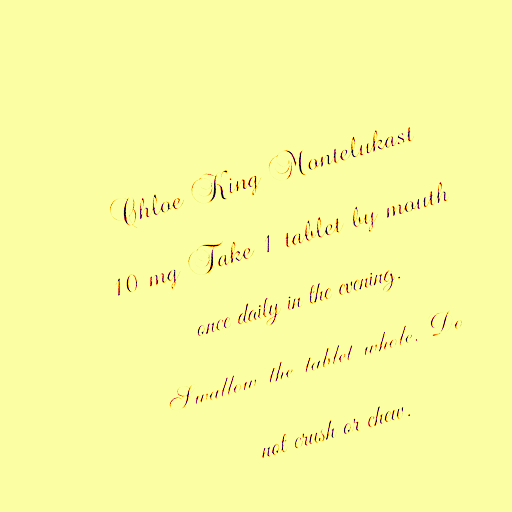 Chloe King Montelukast
10 mg Take 1 tablet by mouth
once daily in the evening.
Swallow the tablet whole. Do
not crush or chew.